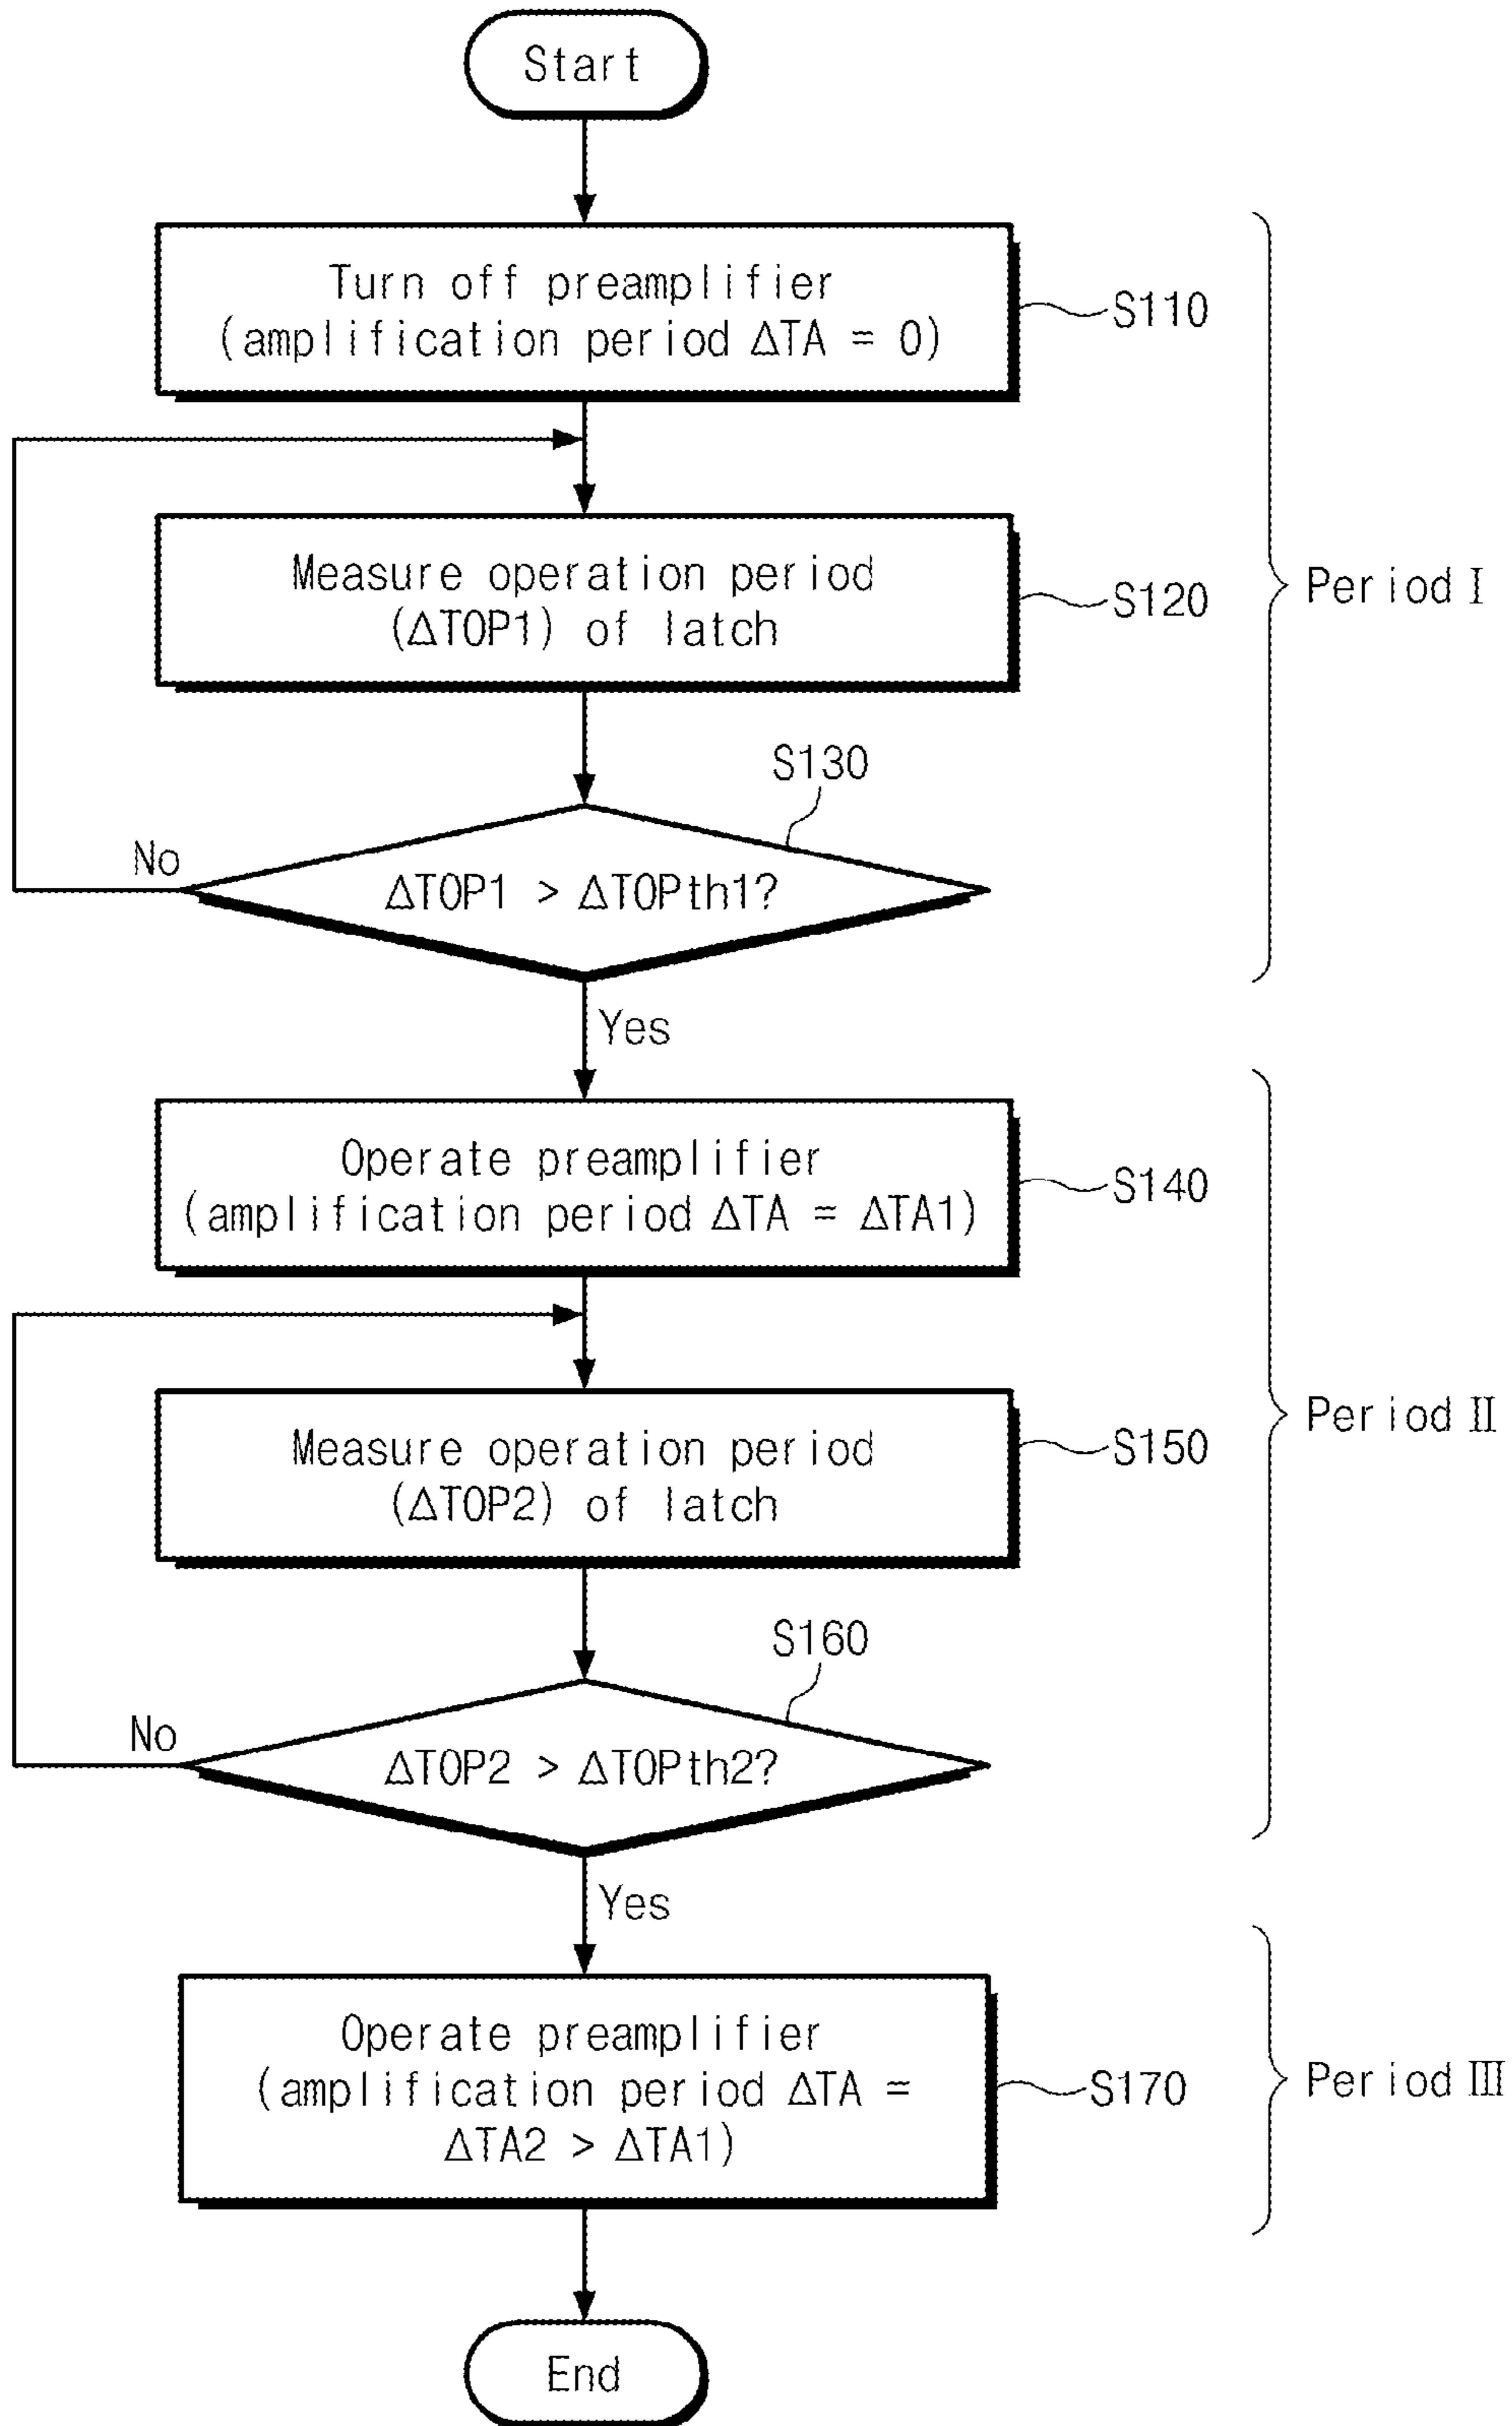 Start
Turn off preamplifier
(amplification period ΔTA = 0)
S110
Measure operation period
(ΔTOP1) of latch
S120
Period Ⅰ
S130
No
ΔTOP1 > ΔTOPth1?
Yes
Operate preamplifier
(amplification period ΔTA = ΔTA1)
S140
Measure operation period
(ΔTOP2) of latch
S150
Period Ⅱ
S160
No
ΔTOP2 > ΔTOPth2?
Yes
Operate preamplifier
(amplification period ΔTA =
ΔTA2 > ΔTA1)
S170
Period Ⅲ
End